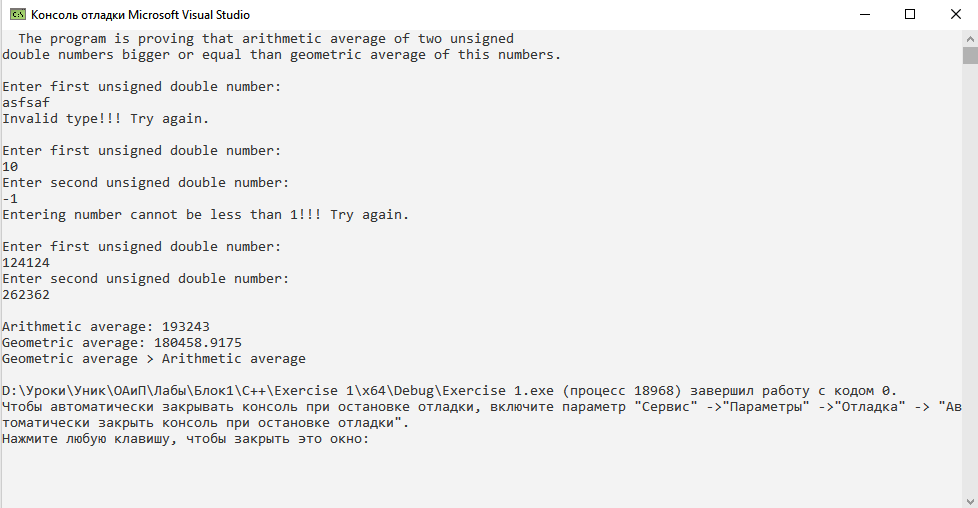 Консоль отладки Microsoft Visual Studio
The program is proving that arithmetic average of two unsigned
double numbers bigger or equal than geometric average of this numbers.
Enter first unsigned double number:
asfsaf
Invalid type!!! Try again.
Enter first unsigned double number:
10
Enter second unsigned double number:
-1
Entering number cannot be less than 1!!! Try again.
Enter first unsigned double number:
124124
Enter second unsigned double number:
262362
Arithmetic average: 193243
Geometric average: 180458.9175
Geometric average > Arithmetic average
D:\Уроки\Уник\ОАиП\Лабы\Блок1\C++\Exercise 1\x64\Debug\Exercise 1.exe (процесс 18968) завершил работу с кодом 0.
Чтобы автоматически закрывать консоль при остановке отладки, включите параметр "Сервис" ->"Параметры" ->"Отладка" -> "Ав
томатически закрыть консоль при остановке отладки".
Нажмите любую клавишу, чтобы закрыть это окно: